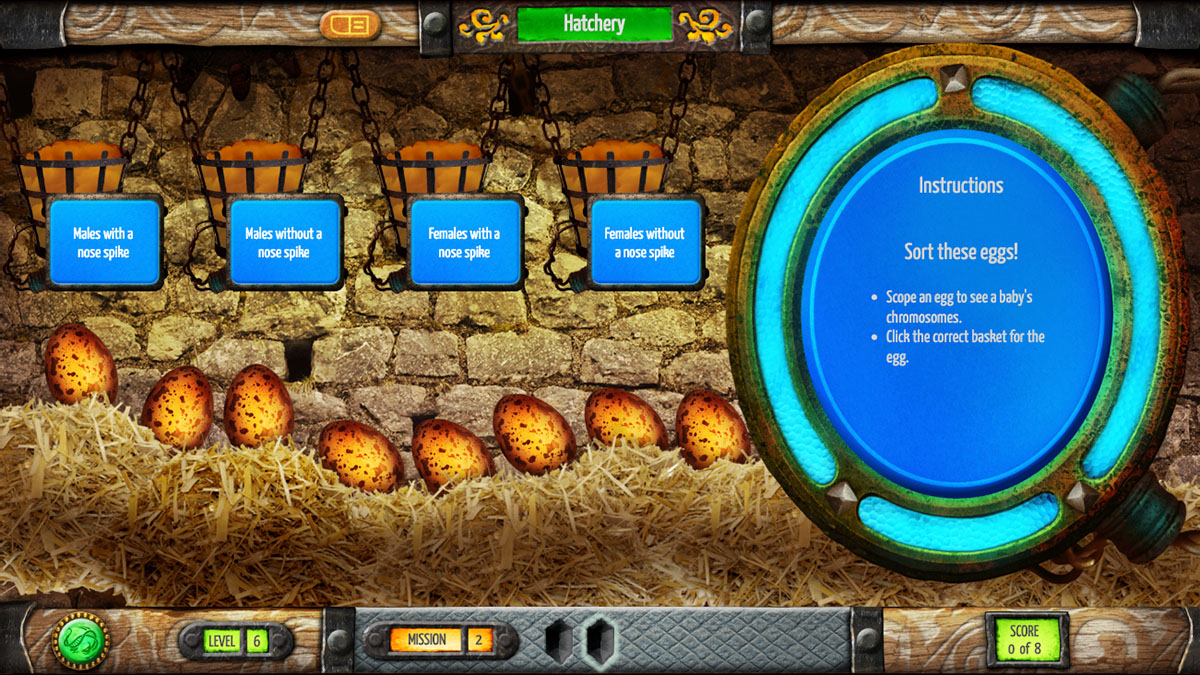 Hatchery
Males with a
nose spike
Males without a
nose spike
Females with a
nose spike
Females without
a nose spike
Instructions
Sort these eggs!
• Scope an egg to see a baby's
chromosomes.
• Click the correct basket for the
egg.
LEVEL 6
MISSION 2
SCORE
0 of 8